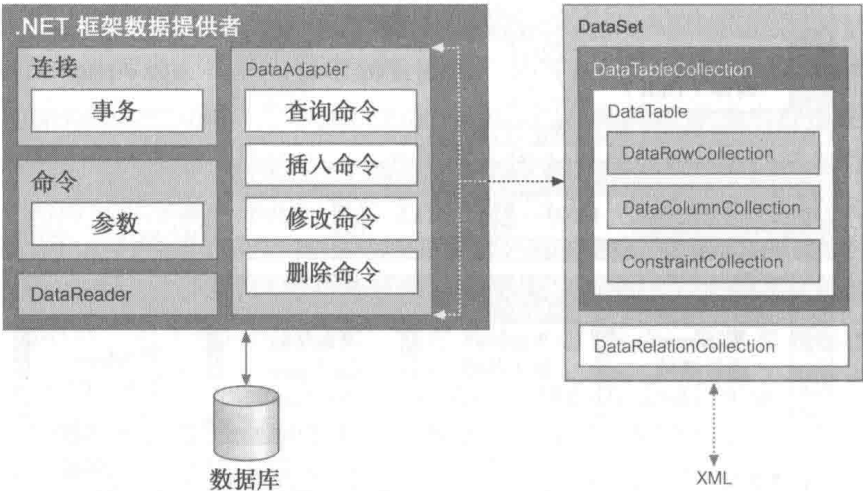 .NET 框架数据提供者
连接
事务
命令
参数
DataReader
DataAdapter
查询命令
插入命令
修改命令
删除命令
数据库
DataSet
DataTableCollection
DataTable
DataRowCollection
DataColumnCollection
ConstraintCollection
DataRelationCollection
XML